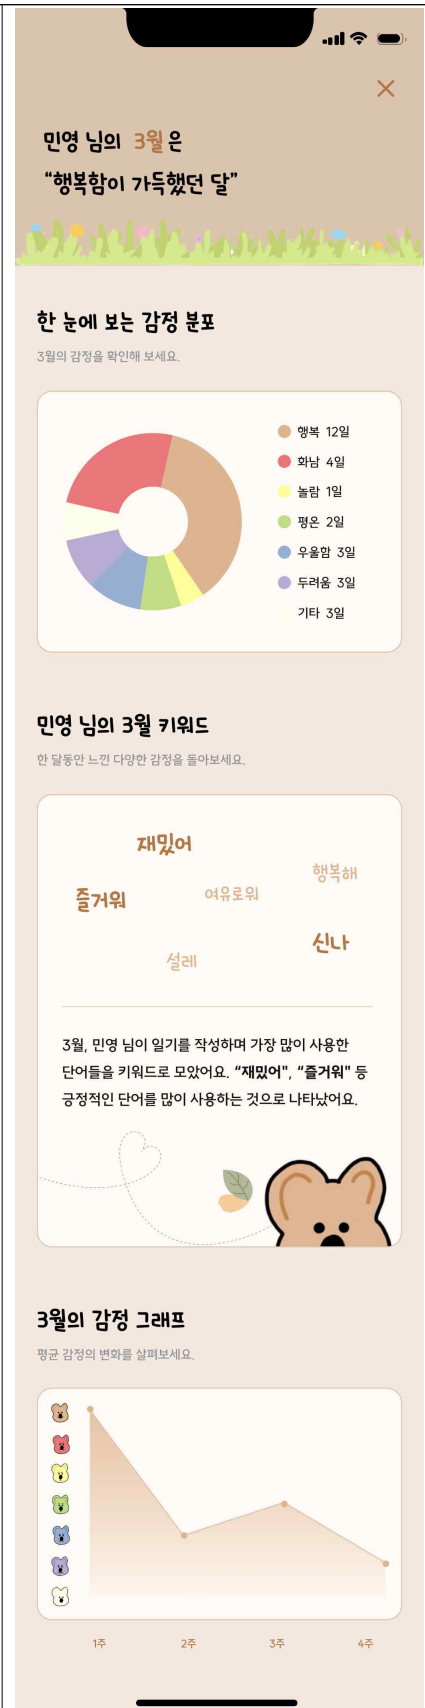 민영 님의 3월은
“행복함이 가득했던 달”
한 눈에 보는 감정 분포
3월의 감정을 확인해 보세요.
행복 12일
화남 4일
놀람 1일
평온 2일
우울함 3일
두려움 3일
기타 3일
민영 님의 3월 키워드
한 달동안 느낀 다양한 감정을 돌아보세요.
재밌어
행복해
즐거워
여유로워
신나
설레
3월, 민영 님이 일기를 작성하며 가장 많이 사용한
단어들을 키워드로 모았어요. “재밌어", “즐거워" 등
긍정적인 단어를 많이 사용하는 것으로 나타났어요.
3월의 감정 그래프
평균 감정의 변화를 살펴보세요.
1주 2주 3주 4주